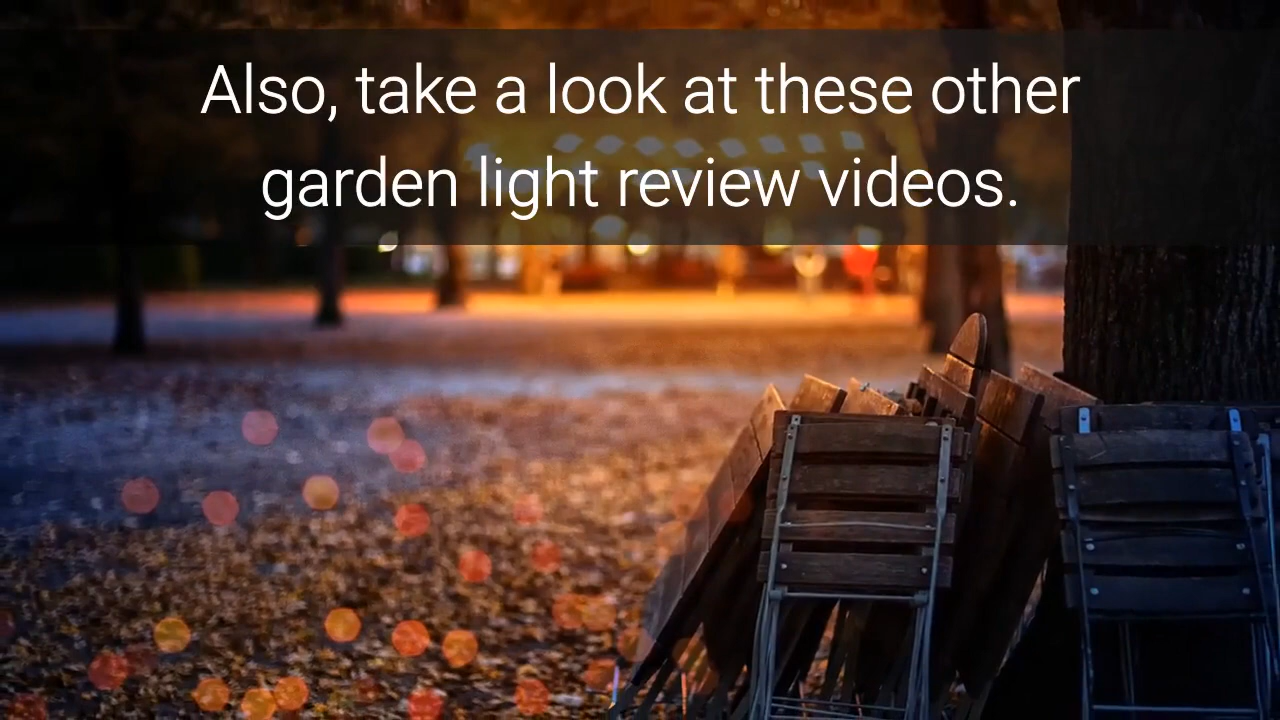 Also, take a look at these other
garden light review videos.